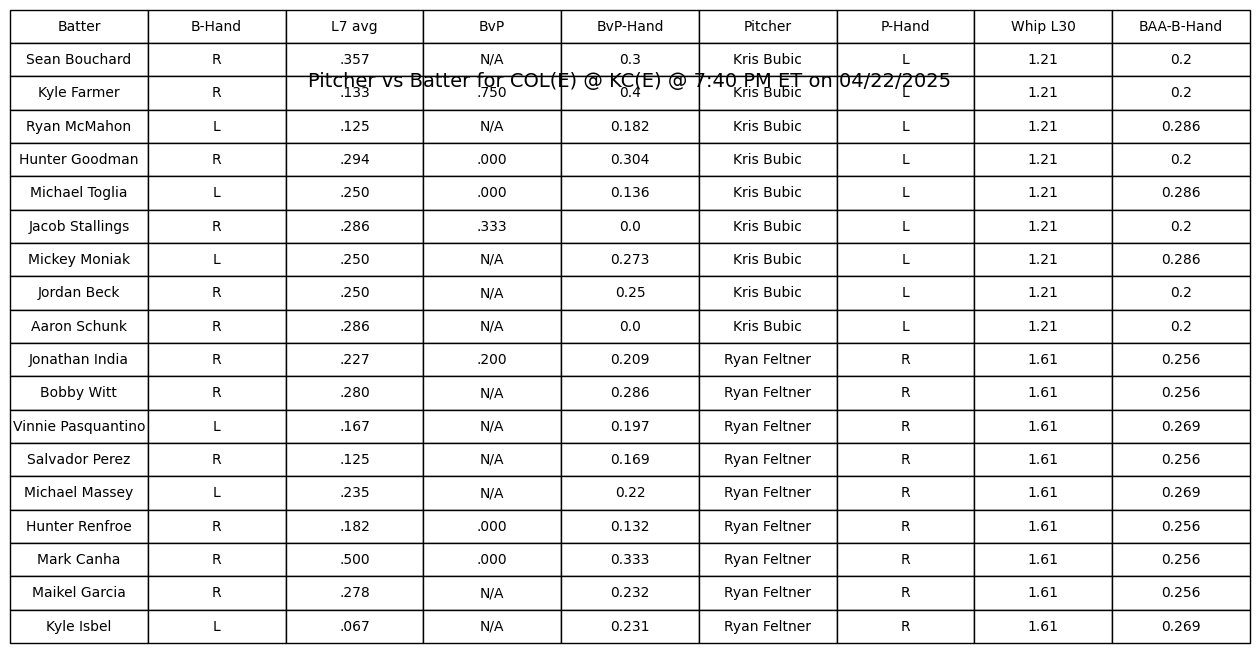 Batter B-Hand L7 avg BvP BvP-Hand Pitcher P-Hand Whip L30 BAA-B-Hand
Sean Bouchard R .357 N/A 0.3 Kris Bubic L 1.21 0.2
Pitcher vs Batter for COL(E) @ KC(E) @ 7:40 PM ET on 04/22/2025
Kyle Farmer R .133 .750 0.4 Kris Bubic L 1.21 0.2
Ryan McMahon L .125 N/A 0.182 Kris Bubic L 1.21 0.286
Hunter Goodman R .294 .000 0.304 Kris Bubic L 1.21 0.2
Michael Toglia L .250 .000 0.136 Kris Bubic L 1.21 0.286
Jacob Stallings R .286 .333 0.0 Kris Bubic L 1.21 0.2
Mickey Moniak L .250 N/A 0.273 Kris Bubic L 1.21 0.286
Jordan Beck R .250 N/A 0.25 Kris Bubic L 1.21 0.2
Aaron Schunk R .286 N/A 0.0 Kris Bubic L 1.21 0.2
Jonathan India R .227 .200 0.209 Ryan Feltner R 1.61 0.256
Bobby Witt R .280 N/A 0.286 Ryan Feltner R 1.61 0.256
Vinnie Pasquantino L .167 N/A 0.197 Ryan Feltner R 1.61 0.269
Salvador Perez R .125 N/A 0.169 Ryan Feltner R 1.61 0.256
Michael Massey L .235 N/A 0.22 Ryan Feltner R 1.61 0.269
Hunter Renfroe R .182 .000 0.132 Ryan Feltner R 1.61 0.256
Mark Canha R .500 .000 0.333 Ryan Feltner R 1.61 0.256
Maikel Garcia R .278 N/A 0.232 Ryan Feltner R 1.61 0.256
Kyle Isbel L .067 N/A 0.231 Ryan Feltner R 1.61 0.269